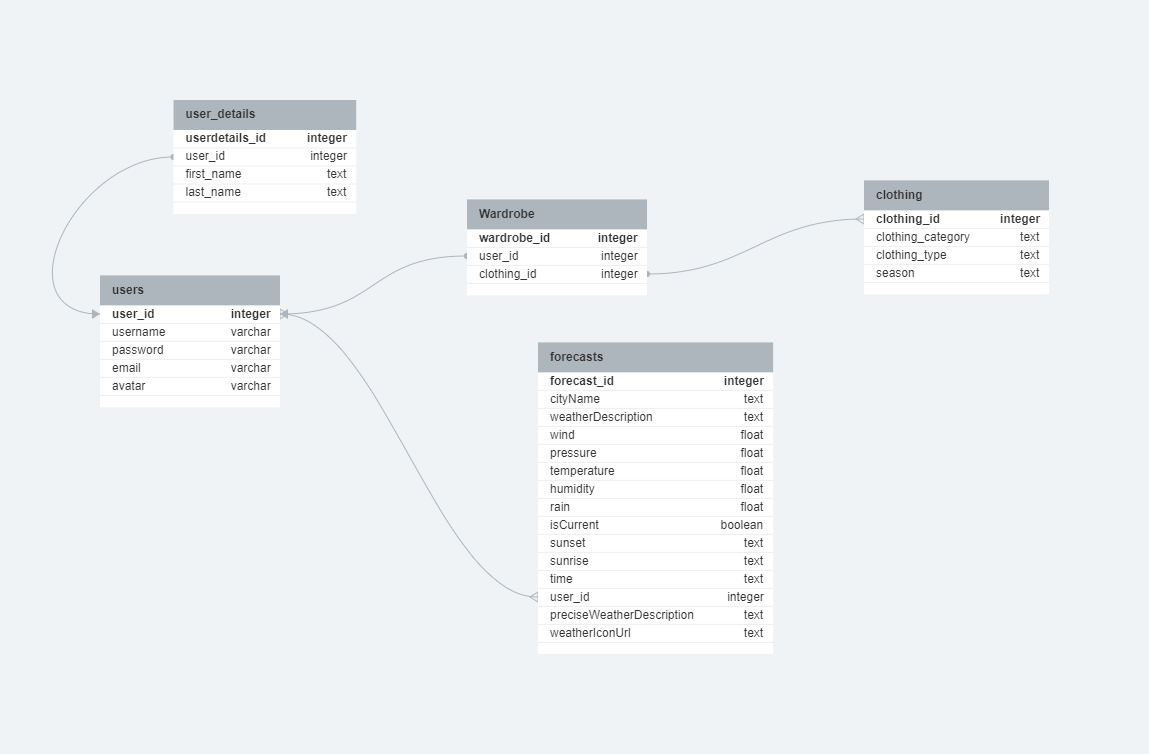 user_details
userdetails_id integer
user_id integer
first_name text
last_name text
users
user_id integer
username varchar
password varchar
email varchar
avatar varchar
Wardrobe
wardrobe_id integer
user_id integer
clothing_id integer
clothing
clothing_id integer
clothing_category text
clothing_type text
season text
forecasts
forecast_id integer
cityName text
weatherDescription text
wind float
pressure float
temperature float
humidity float
rain float
isCurrent boolean
sunset text
sunrise text
time text
user_id integer
preciseWeatherDescription text
weatherIconUrl text